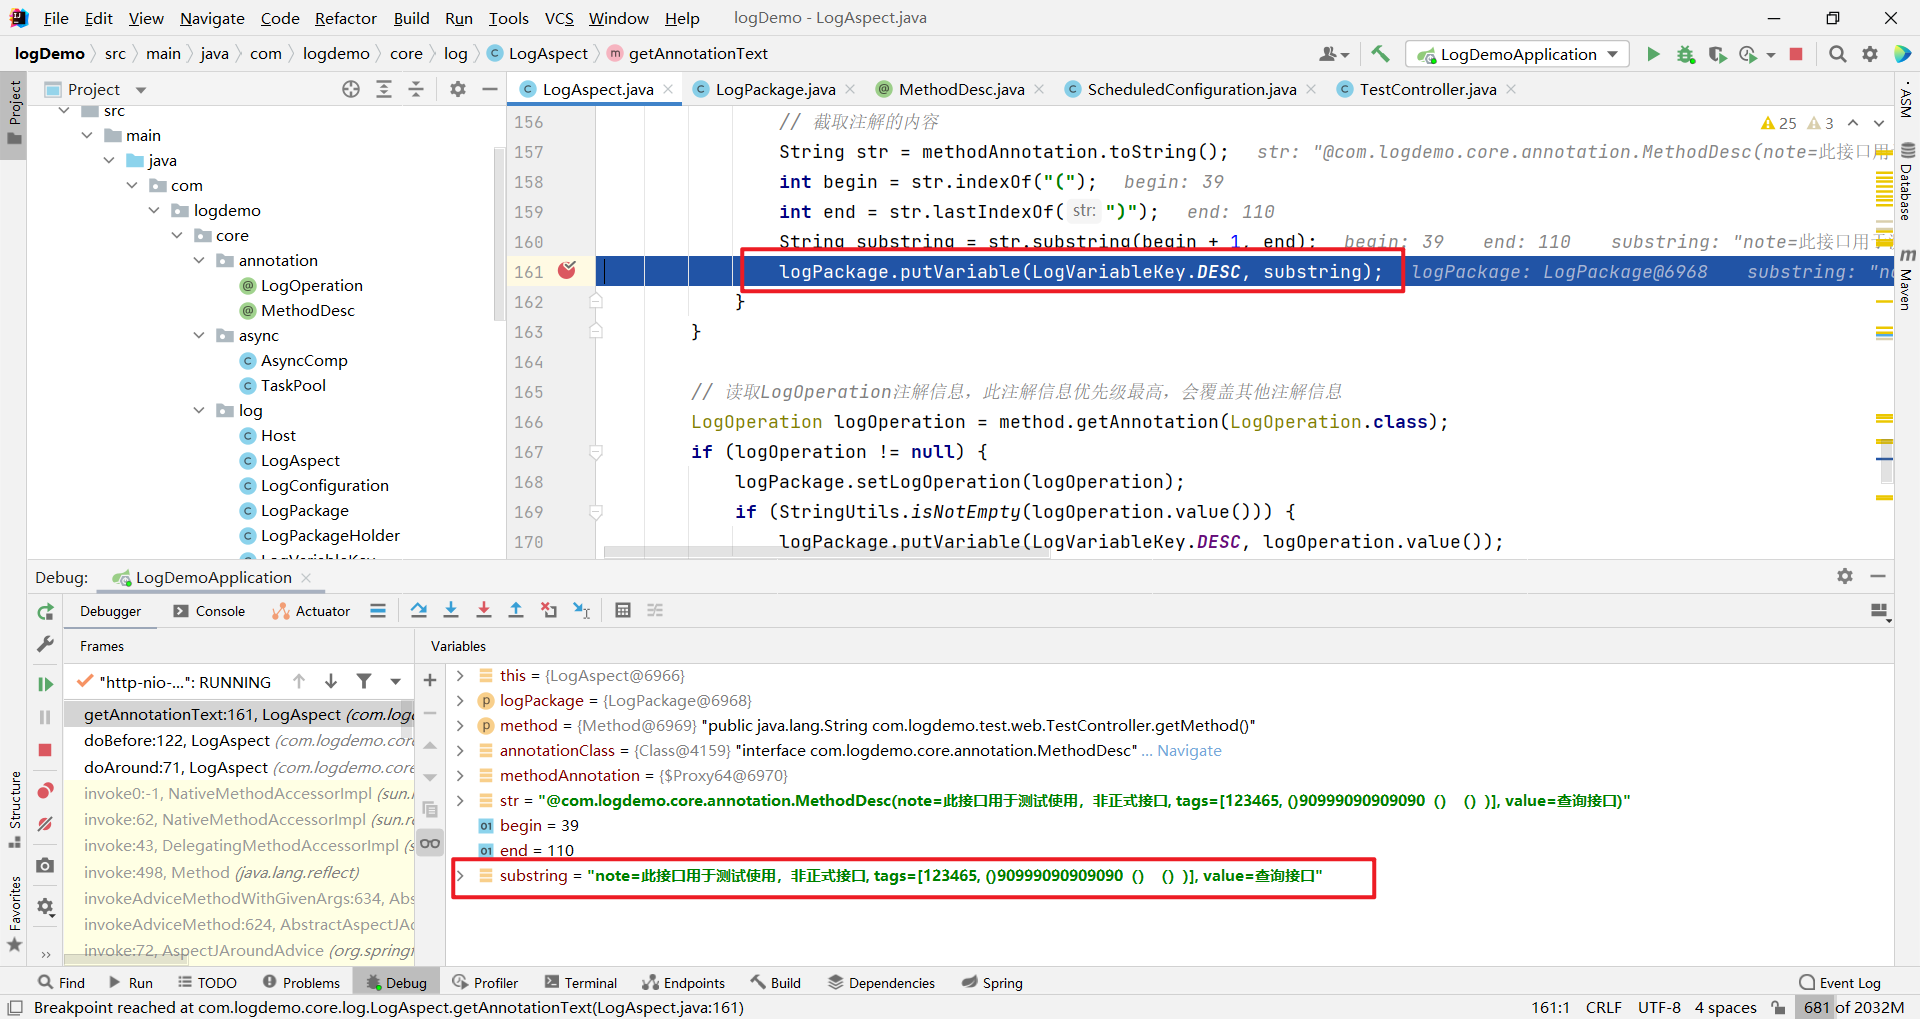 File Edit View Navigate Code Refactor Build Run Tools VCS Window Help logDemo - LogAspect.java
logDemo src main java com logdemo core log LogAspect getAnnotationText LogDemoApplication
Project LogAspect.java LogPackage.java MethodDesc.java ScheduledConfiguration.java TestController.java
Project
ASM
Database
Maven
src
main
java
com
logdemo
core
annotation
LogOperation
MethodDesc
async
AsyncComp
TaskPool
log
Host
LogAspect
LogConfiguration
LogPackage
LogPackageHolder
LogVariableKey
25 3
156 // 截取注解的内容
157 String str = methodAnnotation.toString(); str: "@com.logdemo.core.annotation.MethodDesc(note=此接口用
158 int begin = str.indexOf("("); begin: 39
159 int end = str.lastIndexOf( str: ")"); end: 110
160 String substring = str.substring(begin + 1, end); begin: 39 end: 110 substring: "note=此接口用于
161 logPackage.putVariable(LogVariableKey.DESC, substring); logPackage: LogPackage@6968 substring: "no
162 }
163 }
164
165 // 读取LogOperation注解信息，此注解信息优先级最高，会覆盖其他注解信息
166 LogOperation logOperation = method.getAnnotation(LogOperation.class);
167 if (logOperation != null) {
168 logPackage.setLogOperation(logOperation);
169 if (StringUtils.isNotEmpty(logOperation.value())) {
170 logPackage.putVariable(LogVariableKey.DESC, logOperation.value());
Debug: LogDemoApplication
Debugger Console Actuator
Frames Variables
"http-nio-...": RUNNING
getAnnotationText:161, LogAspect (com.logd
doBefore:122, LogAspect (com.logdemo.core
doAround:71, LogAspect (com.logdemo.core
invoke0:-1, NativeMethodAccessorImpl (sun.r
invoke:62, NativeMethodAccessorImpl (sun.re
invoke:43, DelegatingMethodAccessorImpl (s
invoke:498, Method (java.lang.reflect)
invokeAdviceMethodWithGivenArgs:634, Abs
invokeAdviceMethod:624, AbstractAspectJAd
invoke:72, AspectJAroundAdvice (org.springf
this = {LogAspect@6966}
logPackage = {LogPackage@6968}
method = {Method@6969} "public java.lang.String com.logdemo.test.web.TestController.getMethod()"
annotationClass = {Class@4159} "interface com.logdemo.core.annotation.MethodDesc" ... Navigate
methodAnnotation = {$Proxy64@6970}
str = "@com.logdemo.core.annotation.MethodDesc(note=此接口用于测试使用，非正式接口, tags=[123465, ()90999090909090（） （）)], value=查询接口)"
begin = 39
end = 110
substring = "note=此接口用于测试使用，非正式接口, tags=[123465, ()90999090909090（） （）)], value=查询接口"
Structure
Favorites
Find Run TODO Problems Debug Profiler Terminal Endpoints Build Dependencies Spring Event Log
Breakpoint reached at com.logdemo.core.log.LogAspect.getAnnotationText(LogAspect.java:161) 161:1 CRLF UTF-8 4 spaces 681 of 2032M